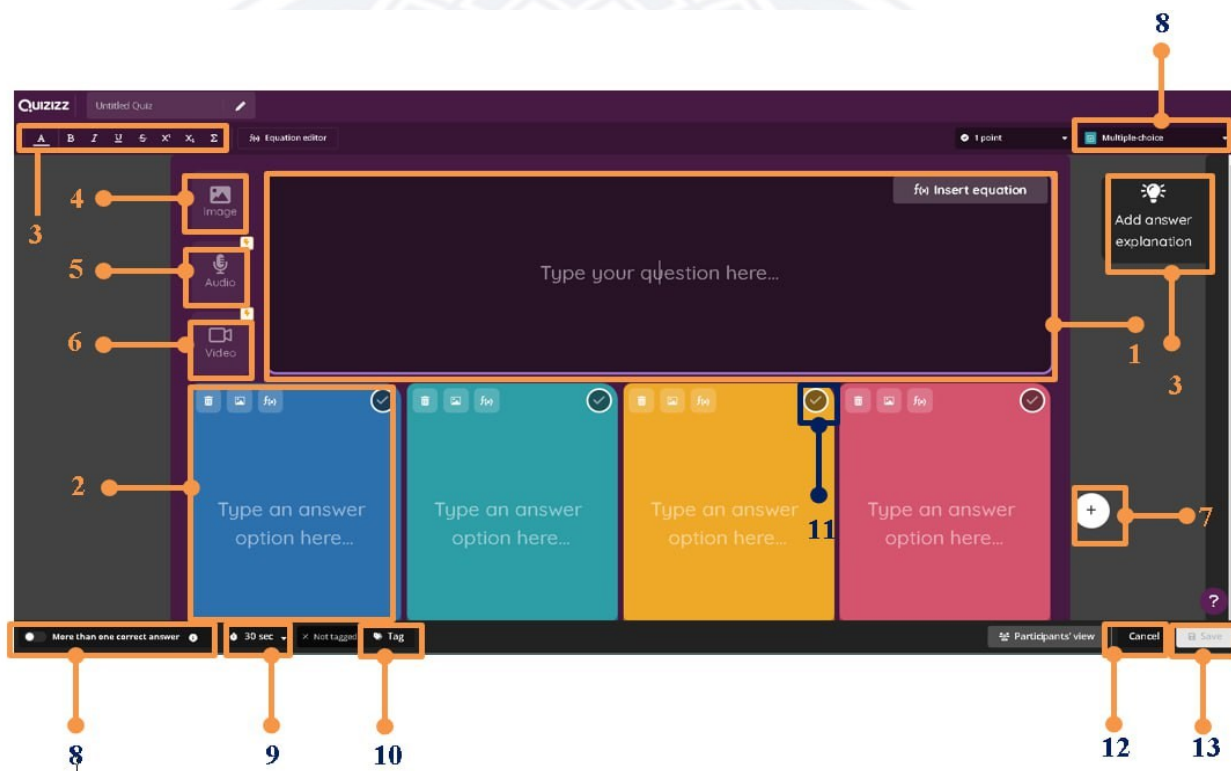 8
QUIZIZZ Untitled Quiz
A B I U S X¹ X₁ Σ f(x) Equation editor 1 point Multiple-choice
4 Image f(x) Insert equation Add answer
explanation
3
5 Audio Type your question here...
6 Video 1
3
2 Type an answer
option here...
Type an answer
option here...
Type an answer
option here...
Type an answer
option here...
11
+ 7
?
More than one correct answer 30 sec Not tagged Tag Participants' view Cancel Save
8 9 10 12 13